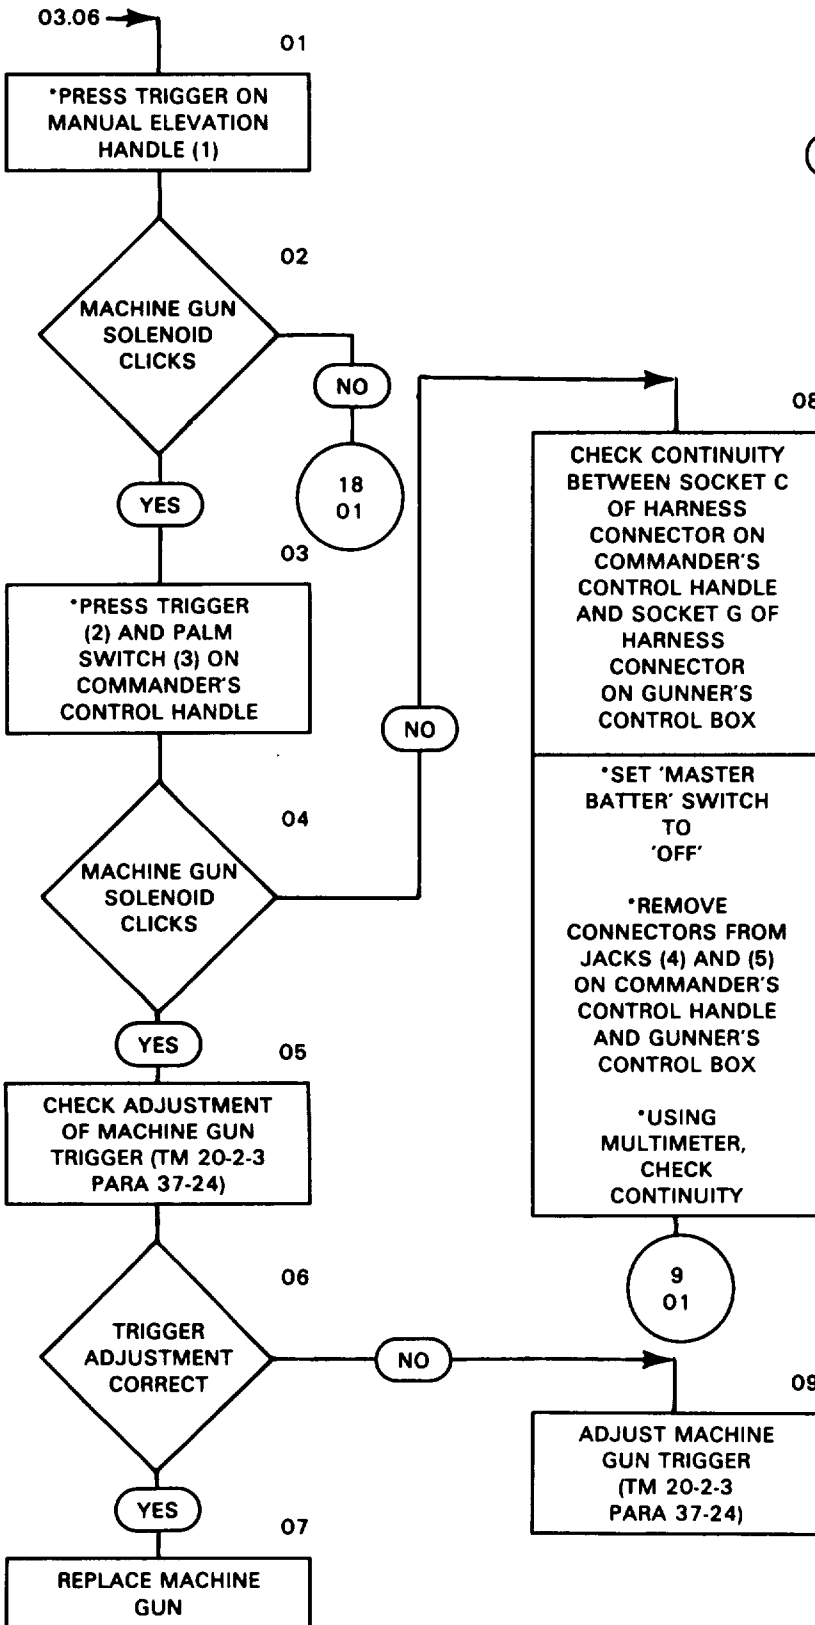 03.06
01
*PRESS TRIGGER ON
MANUAL ELEVATION
HANDLE (1)
02
MACHINE GUN
SOLENOID
CLICKS
NO
18
01
YES
03
*PRESS TRIGGER
(2) AND PALM
SWITCH (3) ON
COMMANDER'S
CONTROL HANDLE
NO
04
MACHINE GUN
SOLENOID
CLICKS
YES
05
CHECK ADJUSTMENT
OF MACHINE GUN
TRIGGER (TM 20-2-3
PARA 37-24)
06
TRIGGER
ADJUSTMENT
CORRECT
NO
YES
07
REPLACE MACHINE
GUN
08
CHECK CONTINUITY
BETWEEN SOCKET C
OF HARNESS
CONNECTOR ON
COMMANDER'S
CONTROL HANDLE
AND SOCKET G OF
HARNESS
CONNECTOR
ON GUNNER'S
CONTROL BOX
*SET 'MASTER
BATTER' SWITCH
TO
'OFF'
*REMOVE
CONNECTORS FROM
JACKS (4) AND (5)
ON COMMANDER'S
CONTROL HANDLE
AND GUNNER'S
CONTROL BOX
*USING
MULTIMETER,
CHECK
CONTINUITY
9
01
09
ADJUST MACHINE
GUN TRIGGER
(TM 20-2-3
PARA 37-24)